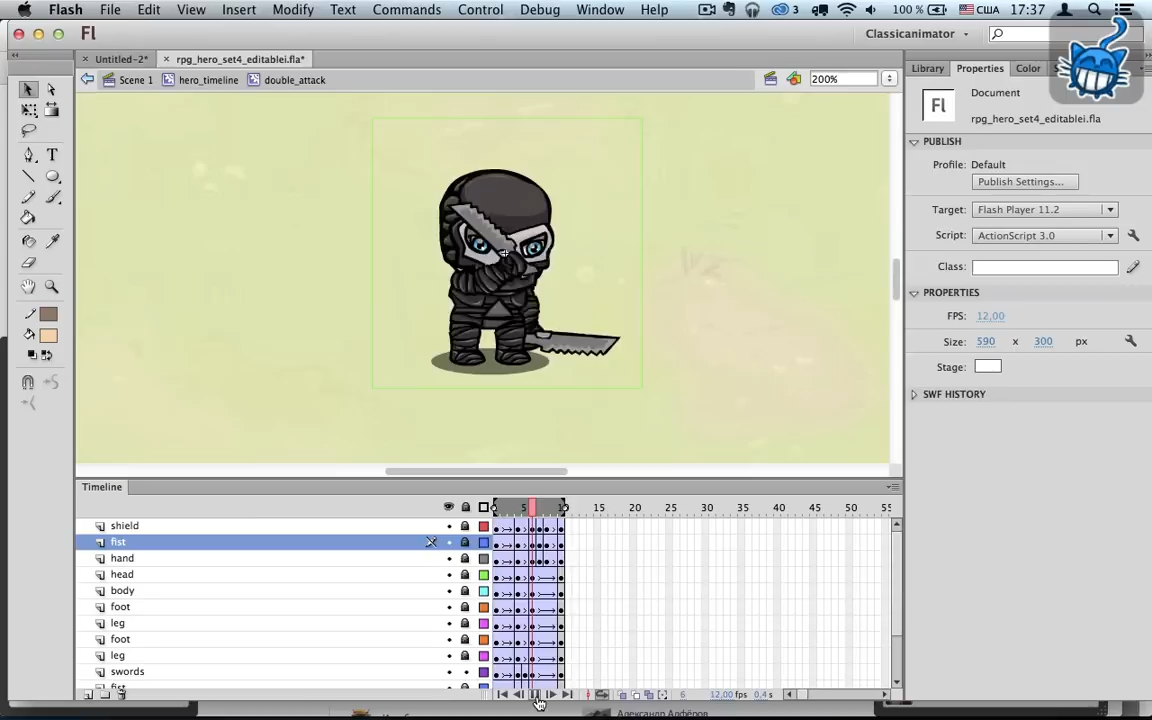 Flash File Edit View Insert Modify Text Commands Control Debug Window Help 3 100 % США 17:37
Fl Classicanimator
Untitled-2* rpg_hero_set4_editablei.fla*
Library Properties Color
Scene 1 hero_timeline double_attack 200%
Fl Document
rpg_hero_set4_editablei.fla
PUBLISH
Profile: Default
Publish Settings...
Target: Flash Player 11.2
Script: ActionScript 3.0
Class:
PROPERTIES
FPS: 12,00
Size: 590 x 300 px
Stage:
SWF HISTORY
Timeline
5 15 20 25 30 35 40 45 50 55
shield
fist
hand
head
body
foot
leg
foot
leg
swords
fist
6 12,00 fps 0,4 s
Александр Алфёров